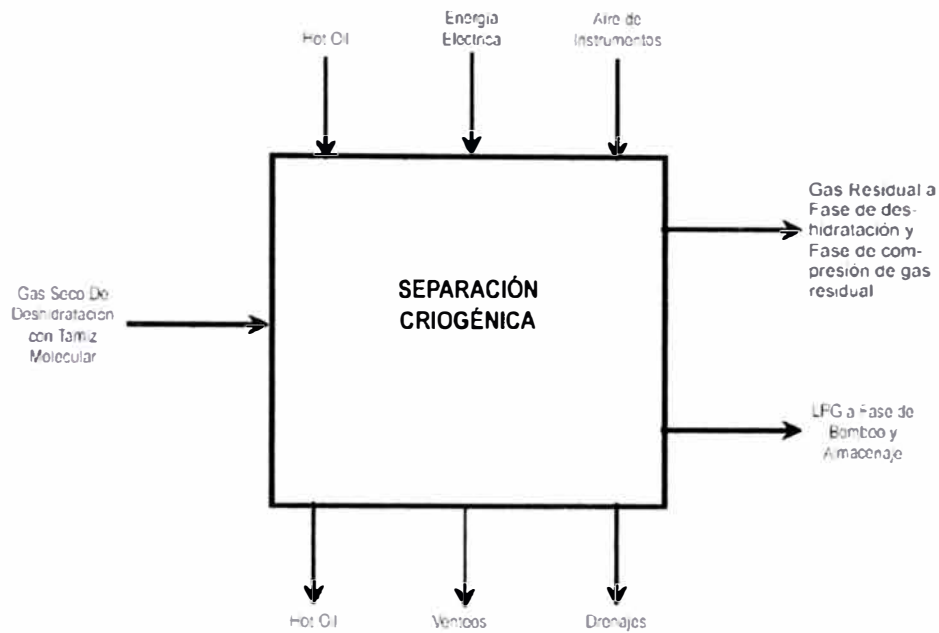 Hot Oil
Energia
Electrica
Aire de
Instrumentos
Gas Residual a
Fase de des-
hidratación y
Fase de com-
presión de gas
residual
Gas Seco De
Deshidratación
con Tamiz
Molecular
SEPARACIÓN
CRIOGÉNICA
LPG a Fase de
Bombeo y
Almacenaje
Hot Oil
Venteos
Drenajes